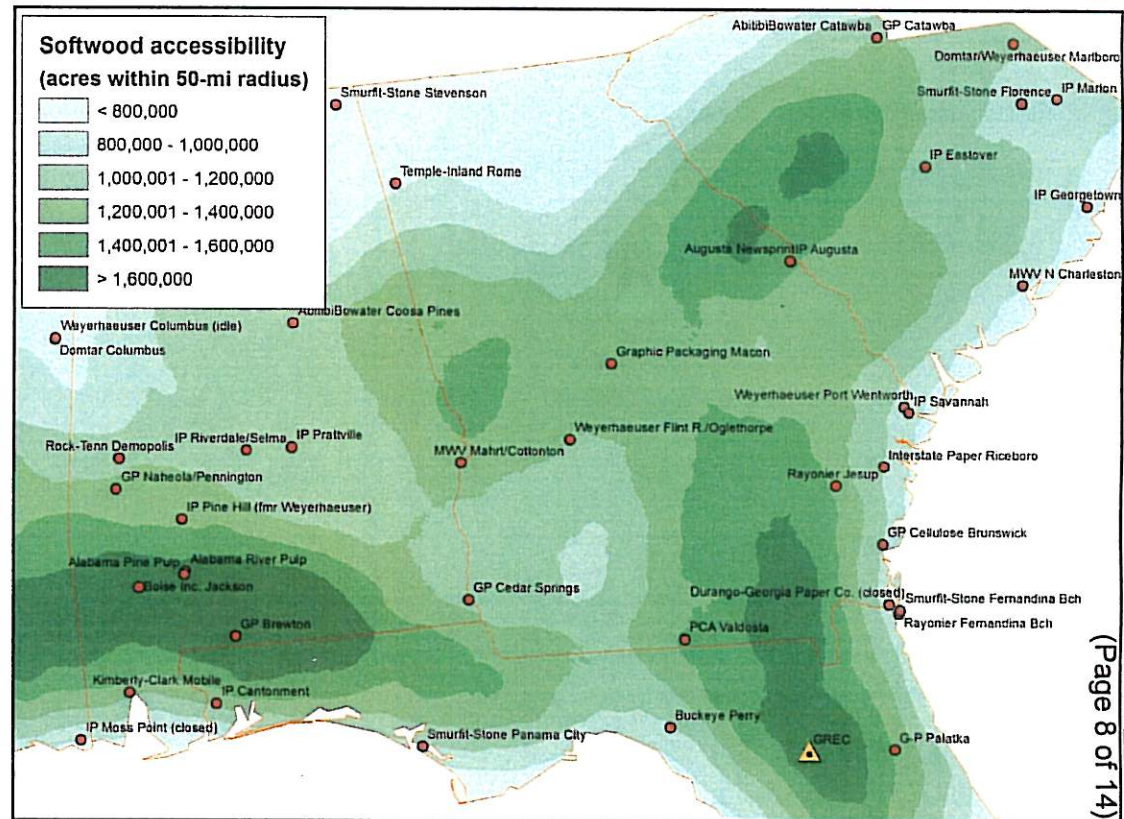 Softwood accessibility
(acres within 50-mi radius)
< 800,000
800,000 - 1,000,000
1,000,001 - 1,200,000
1,200,001 - 1,400,000
1,400,001 - 1,600,000
> 1,600,000
AbitibiBowater Catawba
GP Catawba
Domtar/Weyerhaeuser Marlboro
Smurfit-Stone Stevenson
Smurfit-Stone Florence
IP Marion
IP Eastover
Temple-Inland Rome
IP Georgetown
Augusta Newsprint
IP Augusta
MWV N Charleston
AbitibiBowater Coosa Pines
Weyerhaeuser Columbus (idle)
Domtar Columbus
Graphic Packaging Macon
Weyerhaeuser Port Wentworth
IP Savannah
Weyerhaeuser Flint R./Oglethorpe
IP Riverdale/Selma
IP Prattville
Rock-Tenn Demopolis
MWV Mahrt/Cottonton
Interstate Paper Riceboro
GP Naheola/Pennington
Rayonier Jesup
IP Pine Hill (fmr Weyerhaeuser)
GP Cellulose Brunswick
Alabama Pine Pulp
Alabama River Pulp
Boise Inc. Jackson
GP Cedar Springs
Durango-Georgia Paper Co. (closed)
Smurfit-Stone Fernandina Bch
Rayonier Fernandina Bch
GP Brewton
PCA Valdosta
Kimberly-Clark Mobile
IP Cantonment
Buckeye Perry
IP Moss Point (closed)
Smurfit-Stone Panama City
GREC
G-P Palatka
(Page 8 of 14)